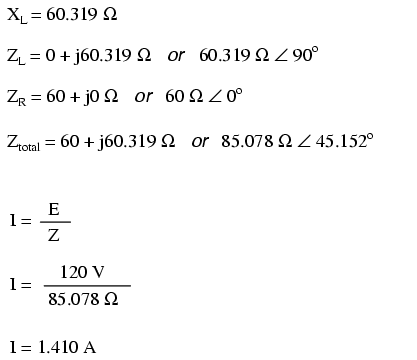 X_L = 60.319 Ω
Z_L = 0 + j60.319 Ω or 60.319 Ω ∠ 90°
Z_R = 60 + j0 Ω or 60 Ω ∠ 0°
Z_total = 60 + j60.319 Ω or 85.078 Ω ∠ 45.152°
I = E / Z
I = 120 V / 85.078 Ω
I = 1.410 A